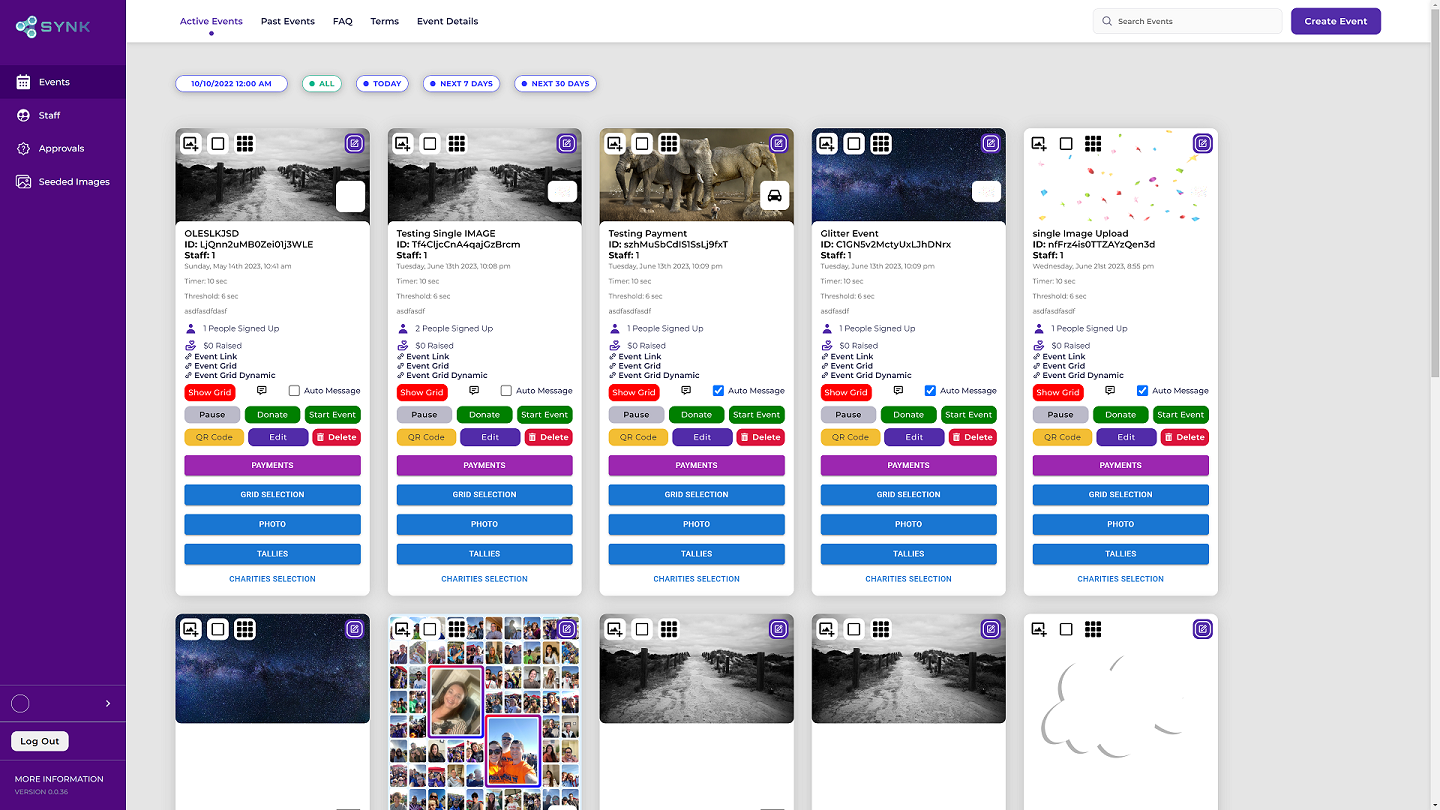 SYNK
Active Events
Past Events
FAQ
Terms
Event Details
Search Events
Create Event
Events
Staff
Approvals
Seeded Images
10/10/2022 12:00 AM
ALL
TODAY
NEXT 7 DAYS
NEXT 30 DAYS
OLESLKJSD
ID: LjQnn2uMB0Zei01j3WLE
Staff: 1
Sunday, May 14th 2023, 10:41 am
Timer: 10 sec
Threshold: 6 sec
asdfasdfdasf
1 People Signed Up
$0 Raised
Event Link
Event Grid
Event Grid Dynamic
Show Grid
Auto Message
Pause
Donate
Start Event
QR Code
Edit
Delete
PAYMENTS
GRID SELECTION
PHOTO
TALLIES
CHARITIES SELECTION
Testing Single IMAGE
ID: Tf4CljcCnA4qajGzBrcm
Staff: 1
Tuesday, June 13th 2023, 10:08 pm
Timer: 10 sec
Threshold: 6 sec
asdfasdf
2 People Signed Up
$0 Raised
Event Link
Event Grid
Event Grid Dynamic
Show Grid
Auto Message
Pause
Donate
Start Event
QR Code
Edit
Delete
PAYMENTS
GRID SELECTION
PHOTO
TALLIES
CHARITIES SELECTION
Testing Payment
ID: szhMuSbCdIS1SsLj9fxT
Staff: 1
Tuesday, June 13th 2023, 10:09 pm
Timer: 10 sec
Threshold: 6 sec
asdfasdfasdf
1 People Signed Up
$0 Raised
Event Link
Event Grid
Event Grid Dynamic
Show Grid
Auto Message
Pause
Donate
Start Event
QR Code
Edit
Delete
PAYMENTS
GRID SELECTION
PHOTO
TALLIES
CHARITIES SELECTION
Glitter Event
ID: C1GN5v2MctyUxLJhDNrx
Staff: 1
Tuesday, June 13th 2023, 10:09 pm
Timer: 10 sec
Threshold: 6 sec
asdfasdf
1 People Signed Up
$0 Raised
Event Link
Event Grid
Event Grid Dynamic
Show Grid
Auto Message
Pause
Donate
Start Event
QR Code
Edit
Delete
PAYMENTS
GRID SELECTION
PHOTO
TALLIES
CHARITIES SELECTION
single Image Upload
ID: nfFrz4is0TTZAYzQen3d
Staff: 1
Wednesday, June 21st 2023, 8:55 pm
Timer: 10 sec
Threshold: 6 sec
asdfasdfasdf
1 People Signed Up
$0 Raised
Event Link
Event Grid
Event Grid Dynamic
Show Grid
Auto Message
Pause
Donate
Start Event
QR Code
Edit
Delete
PAYMENTS
GRID SELECTION
PHOTO
TALLIES
CHARITIES SELECTION
Log Out
MORE INFORMATION
VERSION 0.0.36